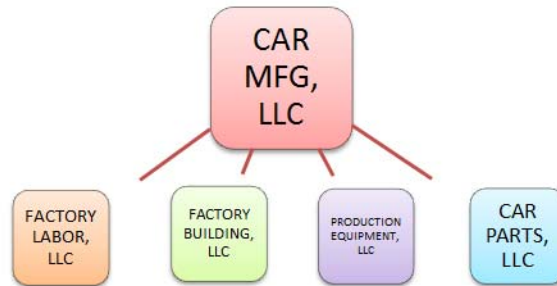 CAR
MFG,
LLC
FACTORY
LABOR,
LLC
FACTORY
BUILDING,
LLC
PRODUCTION
EQUIPMENT,
LLC
CAR
PARTS,
LLC